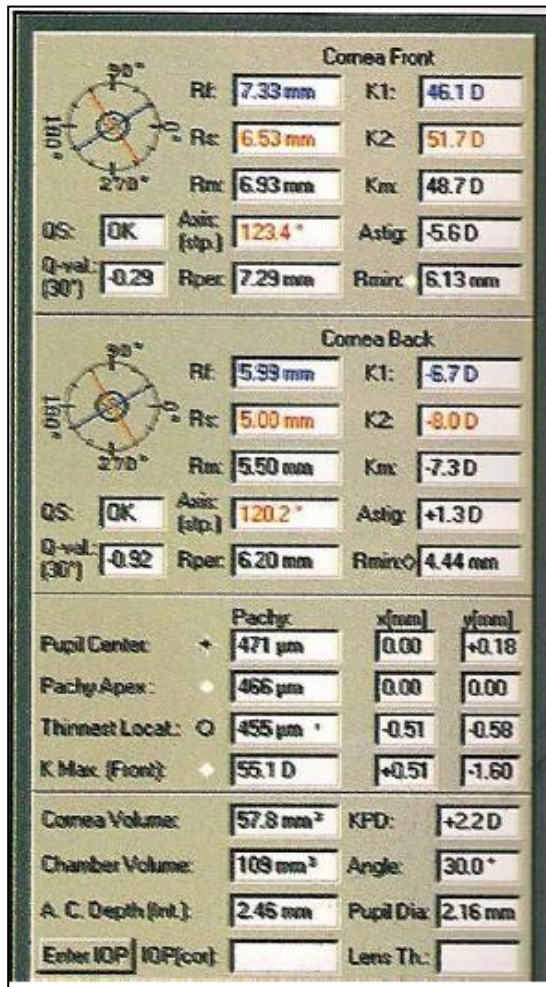 Cornea Front
90°
Rf: 7.33 mm K1: 46.1 D
180° 0°
Rs: 6.53 mm K2: 51.7 D
270°
Rm: 6.93 mm Km: 48.7 D
QS: OK Axis: (stp.) 123.4° Astig: -5.6 D
Q-val.: (30°) -0.29 Rper: 7.29 mm Rmin: 6.13 mm
Cornea Back
90°
Rf: 5.99 mm K1: -6.7 D
180° 0°
Rs: 5.00 mm K2: -8.0 D
270°
Rm: 5.50 mm Km: -7.3 D
QS: OK Axis: (stp.) 120.2° Astig: +1.3 D
Q-val.: (30°) -0.92 Rper: 6.20 mm Rmin: 4.44 mm
Pachy: x[mm] y[mm]
Pupil Center: + 471 µm 0.00 +0.18
Pachy Apex: 466 µm 0.00 0.00
Thinnest Locat.: O 455 µm -0.51 -0.58
K Max. (Front): 55.1 D +0.51 -1.60
Cornea Volume: 57.8 mm³ KPD: +2.2 D
Chamber Volume: 109 mm³ Angle: 30.0°
A. C. Depth (Int.): 2.46 mm Pupil Dia: 2.16 mm
Enter IOP IOP(cor): Lens Th.: